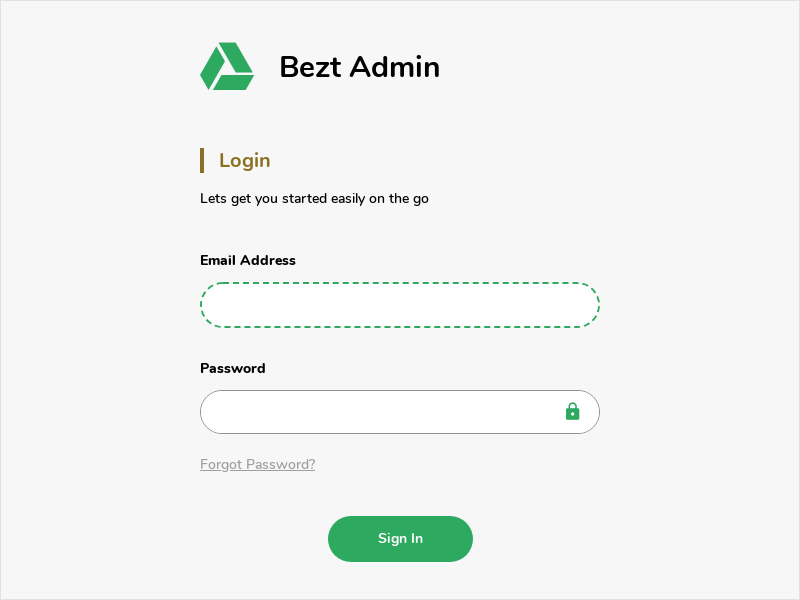 Bezt Admin
Login
Lets get you started easily on the go
Email Address
Password
Forgot Password?
Sign In